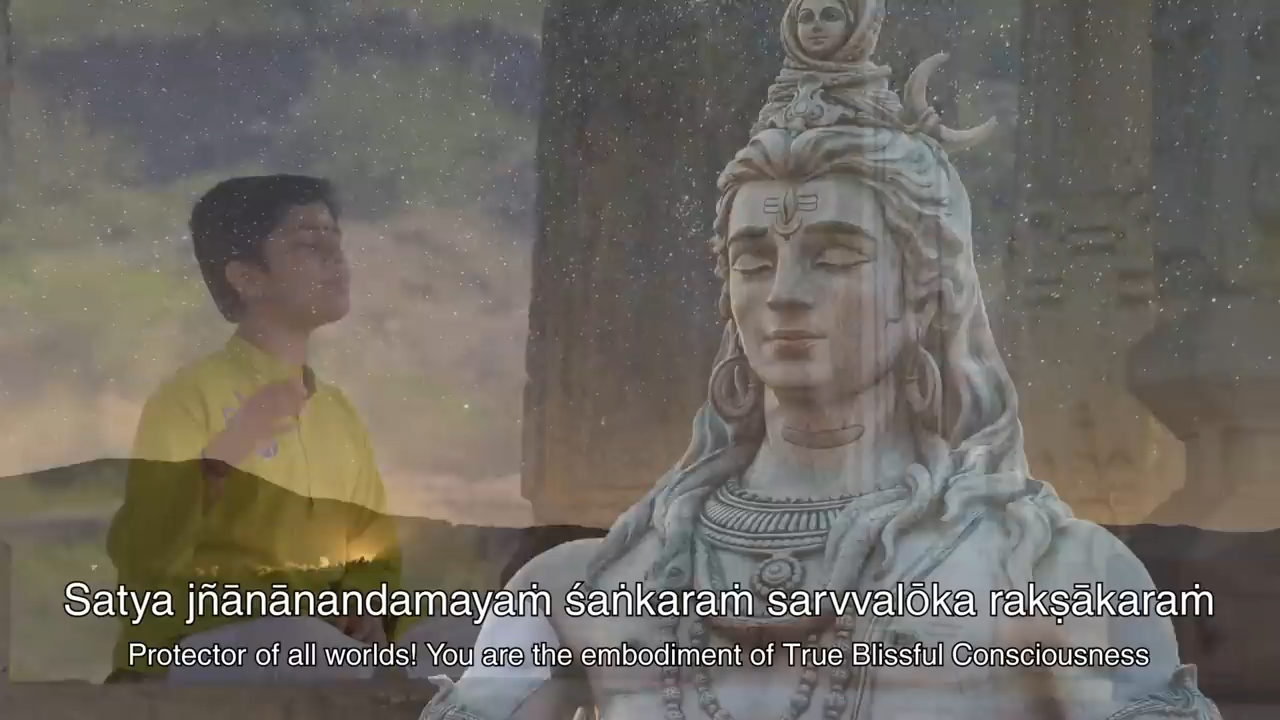 Satya jñānānandamayaṁ śaṅkaraṁ sarvvalōka rakṣākaraṁ
Protector of all worlds! You are the embodiment of True Blissful Consciousness